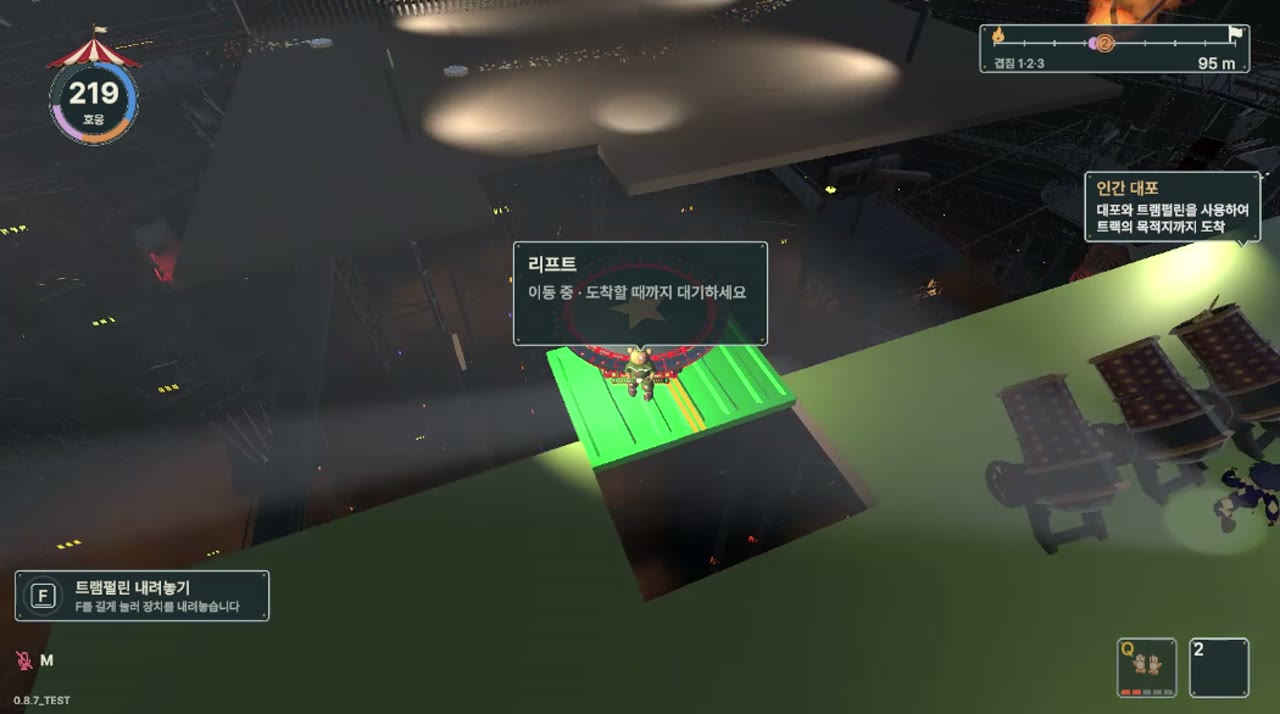 219
호응
겹침 1·2·3
2
95 m
인간 대포
대포와 트램펄린을 사용하여
트랙의 목적지까지 도착
리프트
이동 중 · 도착할 때까지 대기하세요
F
트램펄린 내려놓기
F를 길게 눌러 장치를 내려놓습니다
M
0.8.7_TEST
Q
2